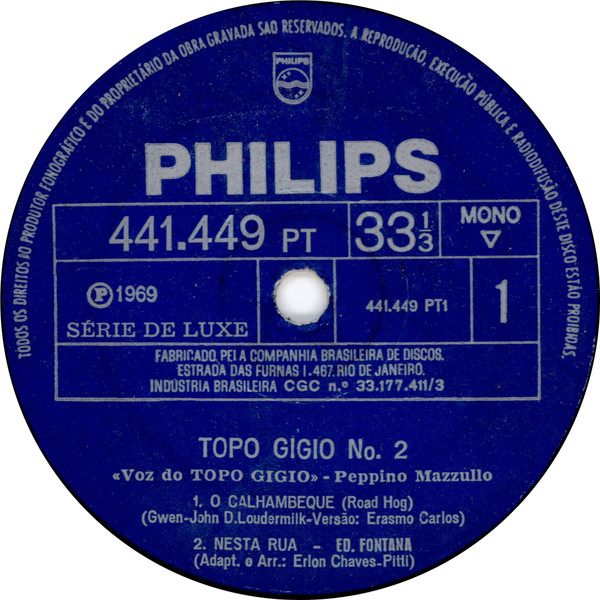 TODOS OS DIREITOS DO PRODUTOR FONOGRÁFICO E DO PROPRIETÁRIO DA OBRA GRAVADA SAO RESERVADOS. A REPRODUÇÃO, EXECUÇÃO PÚBLICA E RADIODIFUSÃO DÊSTE DISCO ESTÃO PROIBIDAS.
PHILIPS
PHILIPS
441.449 PT 33 1/3 MONO
℗ 1969 441.449 PT1 1
SÉRIE DE LUXE
FABRICADO PELA COMPANHIA BRASILEIRA DE DISCOS.
ESTRADA DAS FURNAS 1.467. RIO DE JANEIRO.
INDÚSTRIA BRASILEIRA CGC n.º 33.177.411/3
TOPO GIGIO No. 2
«Voz do TOPO GIGIO» - Peppino Mazzullo
1. O CALHAMBEQUE (Road Hog)
(Gwen-John D.Loudermilk-Versão: Erasmo Carlos)
2. NESTA RUA – ED. FONTANA
(Adapt. e Arr.: Erlon Chaves-Pitti)